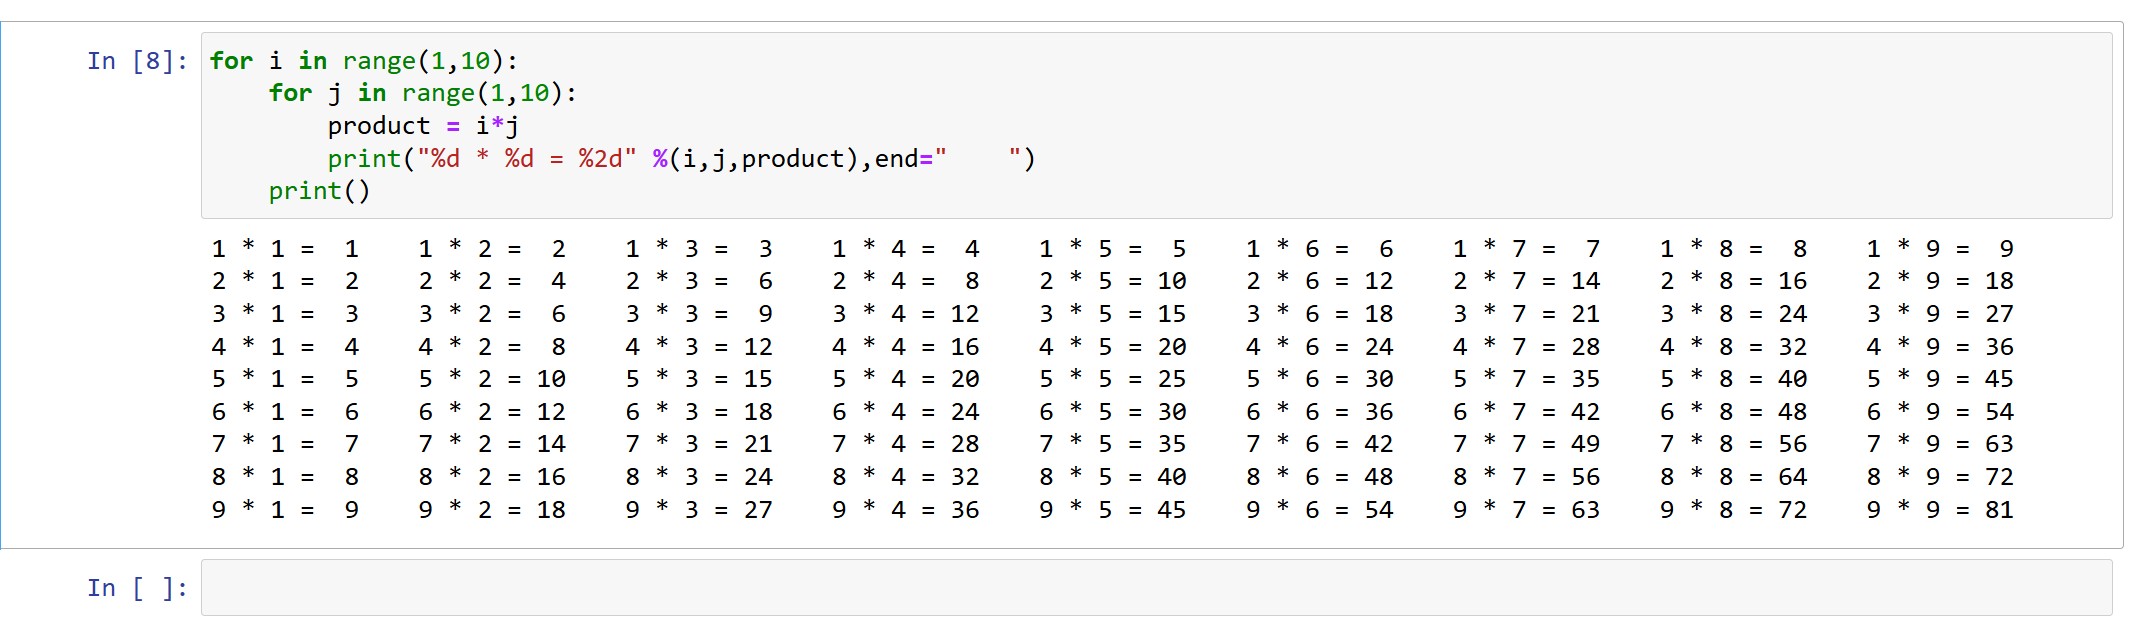 In [8]: for i in range(1,10):
    for j in range(1,10):
        product = i*j
        print("%d * %d = %2d" %(i,j,product),end="    ")
    print()
1 * 1 =  1    1 * 2 =  2    1 * 3 =  3    1 * 4 =  4    1 * 5 =  5    1 * 6 =  6    1 * 7 =  7    1 * 8 =  8    1 * 9 =  9
2 * 1 =  2    2 * 2 =  4    2 * 3 =  6    2 * 4 =  8    2 * 5 = 10    2 * 6 = 12    2 * 7 = 14    2 * 8 = 16    2 * 9 = 18
3 * 1 =  3    3 * 2 =  6    3 * 3 =  9    3 * 4 = 12    3 * 5 = 15    3 * 6 = 18    3 * 7 = 21    3 * 8 = 24    3 * 9 = 27
4 * 1 =  4    4 * 2 =  8    4 * 3 = 12    4 * 4 = 16    4 * 5 = 20    4 * 6 = 24    4 * 7 = 28    4 * 8 = 32    4 * 9 = 36
5 * 1 =  5    5 * 2 = 10    5 * 3 = 15    5 * 4 = 20    5 * 5 = 25    5 * 6 = 30    5 * 7 = 35    5 * 8 = 40    5 * 9 = 45
6 * 1 =  6    6 * 2 = 12    6 * 3 = 18    6 * 4 = 24    6 * 5 = 30    6 * 6 = 36    6 * 7 = 42    6 * 8 = 48    6 * 9 = 54
7 * 1 =  7    7 * 2 = 14    7 * 3 = 21    7 * 4 = 28    7 * 5 = 35    7 * 6 = 42    7 * 7 = 49    7 * 8 = 56    7 * 9 = 63
8 * 1 =  8    8 * 2 = 16    8 * 3 = 24    8 * 4 = 32    8 * 5 = 40    8 * 6 = 48    8 * 7 = 56    8 * 8 = 64    8 * 9 = 72
9 * 1 =  9    9 * 2 = 18    9 * 3 = 27    9 * 4 = 36    9 * 5 = 45    9 * 6 = 54    9 * 7 = 63    9 * 8 = 72    9 * 9 = 81
In [ ]: